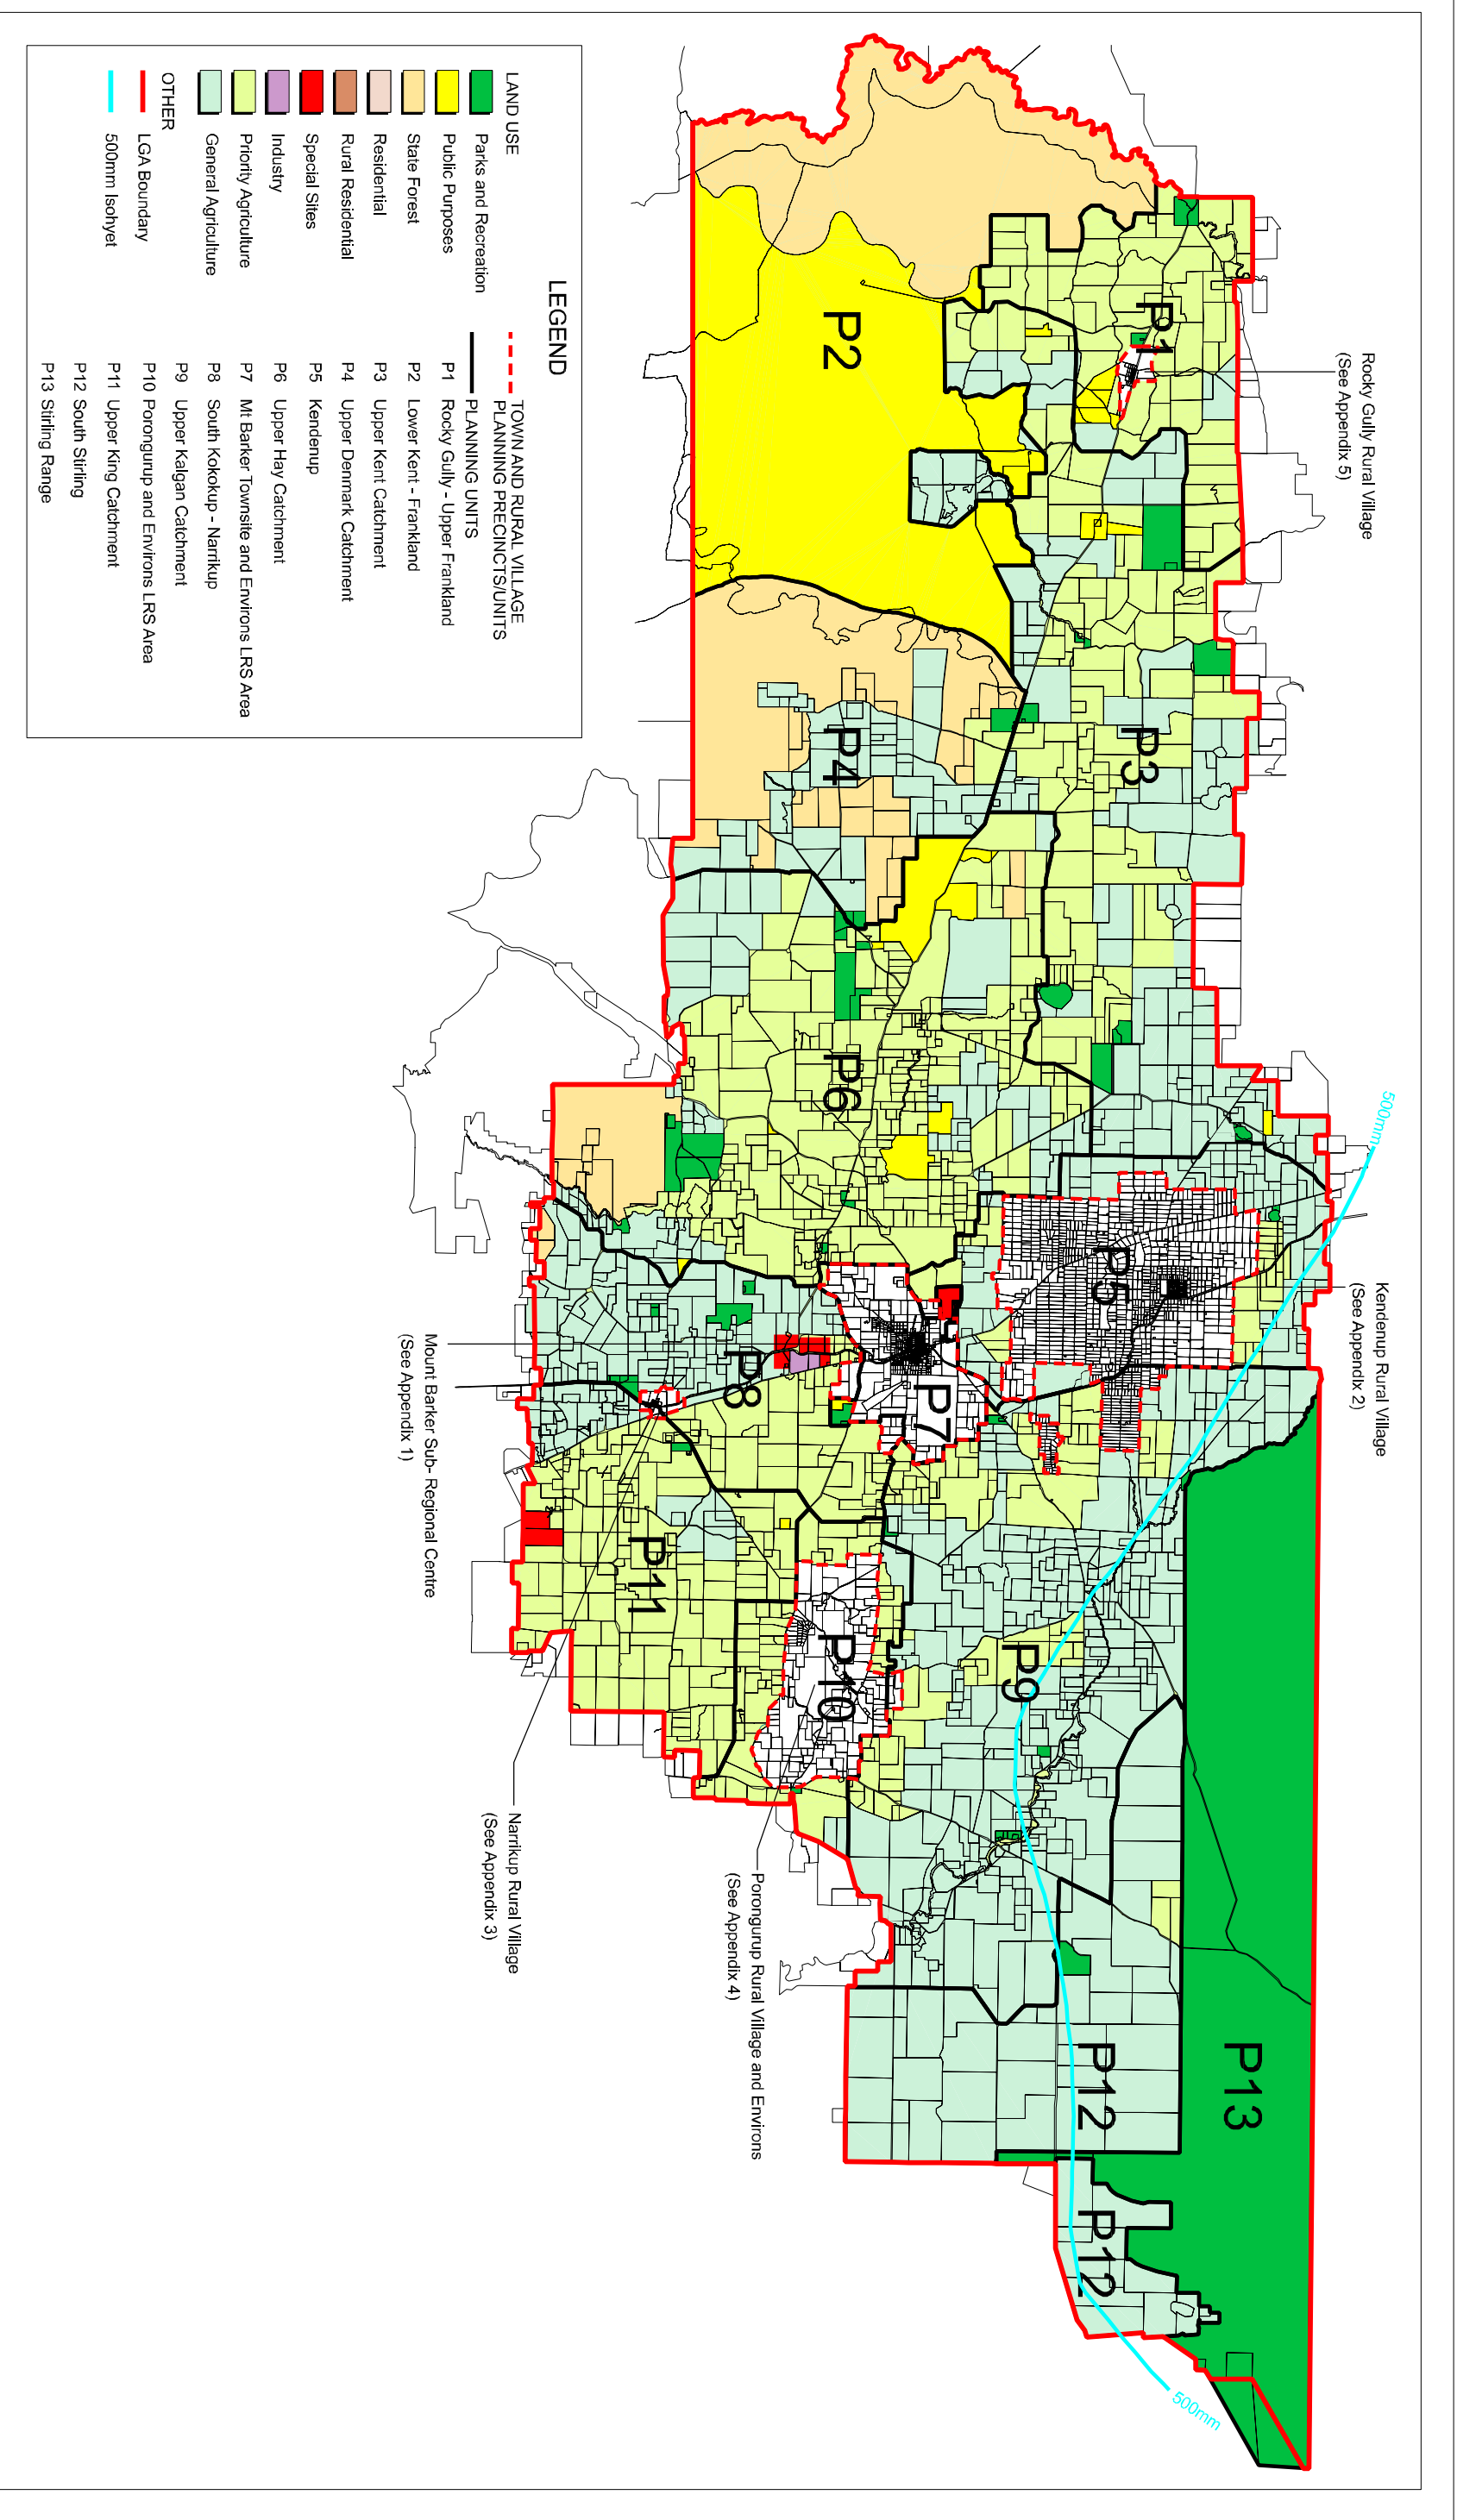 Rocky Gully Rural Village
(See Appendix 5)
Kendenup Rural Village
(See Appendix 2)
500mm
500mm
P1
P2
P3
P4
P5
P6
P7
P8
P9
P10
P11
P12
P12
P13
Mount Barker Sub- Regional Centre
(See Appendix 1)
Narrikup Rural Village
(See Appendix 3)
Porongurup Rural Village and Environs
(See Appendix 4)
LEGEND
LAND USE
Parks and Recreation
Public Purposes
State Forest
Residential
Rural Residential
Special Sites
Industry
Priority Agriculture
General Agriculture
OTHER
LGA Boundary
500mm Isohyet
TOWN AND RURAL VILLAGE
PLANNING PRECINCTS/UNITS
PLANNING UNITS
P1 Rocky Gully - Upper Frankland
P2 Lower Kent - Frankland
P3 Upper Kent Catchment
P4 Upper Denmark Catchment
P5 Kendenup
P6 Upper Hay Catchment
P7 Mt Barker Townsite and Environs LRS Area
P8 South Kokokup - Narrikup
P9 Upper Kalgan Catchment
P10 Porongurup and Environs LRS Area
P11 Upper King Catchment
P12 South Stirling
P13 Stirling Range